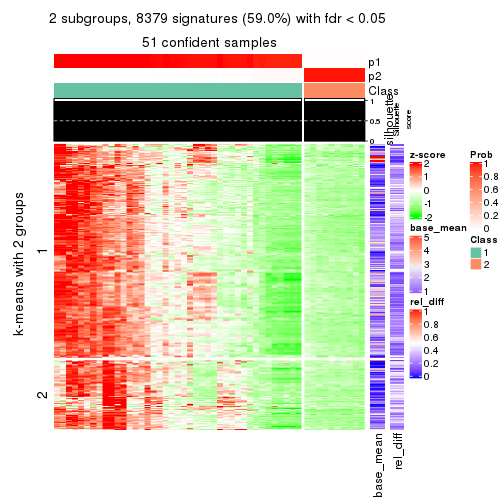 2 subgroups, 8379 signatures (59.0%) with fdr < 0.05
51 confident samples
p1
p2
Class
silhouette
Silhouette
score
1
0.5
0
k-means with 2 groups
1
2
base_mean
rel_diff
z-score
2
1
0
-1
-2
base_mean
5
4
3
2
1
rel_diff
1
0.8
0.6
0.4
0.2
0
Prob
1
0.8
0.6
0.4
0.2
0
Class
1
2